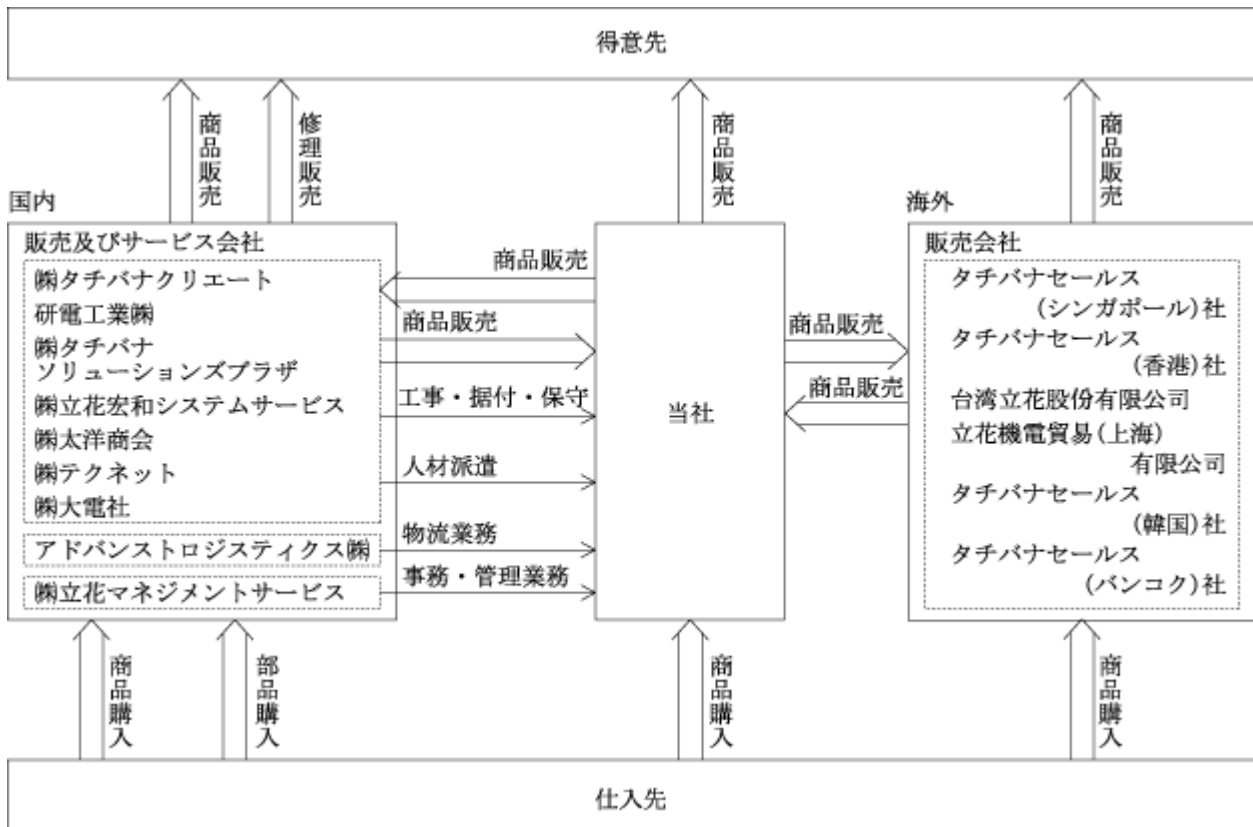 得意先
商品販売
修理販売
商品販売
商品販売
国内
海外
販売及びサービス会社
㈱タチバナクリエート
研電工業㈱
㈱タチバナ
ソリューションズプラザ
㈱立花宏和システムサービス
㈱太洋商会
㈱テクネット
㈱大電社
アドバンストロジスティクス㈱
㈱立花マネジメントサービス
商品販売
商品販売
工事・据付・保守
人材派遣
物流業務
事務・管理業務
当社
商品販売
商品販売
販売会社
タチバナセールス
(シンガポール)社
タチバナセールス
(香港)社
台湾立花股份有限公司
立花機電貿易(上海)
有限公司
タチバナセールス
(韓国)社
タチバナセールス
(バンコク)社
商品購入
部品購入
商品購入
商品購入
仕入先